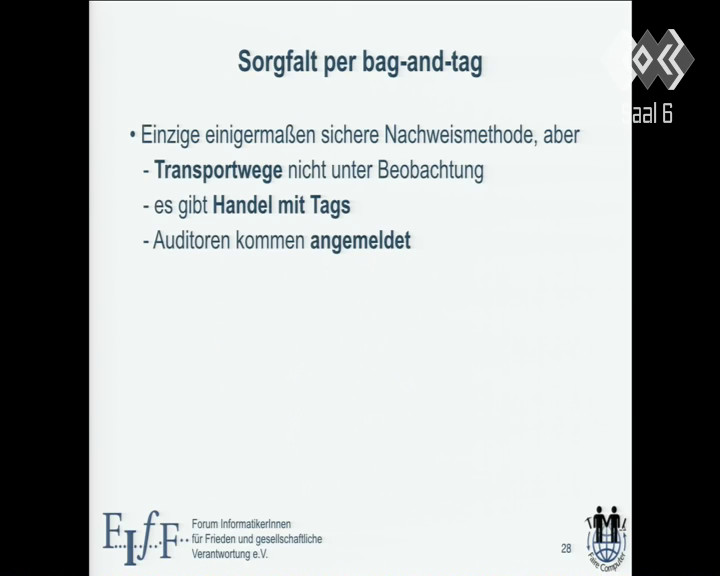 Sorgfalt per bag-and-tag
• Einzige einigermaßen sichere Nachweismethode, aber
- Transportwege nicht unter Beobachtung
- es gibt Handel mit Tags
- Auditoren kommen angemeldet
saal 6
FIfF
Forum InformatikerInnen
für Frieden und gesellschaftliche
Verantwortung e.V.
28
Faire Computer